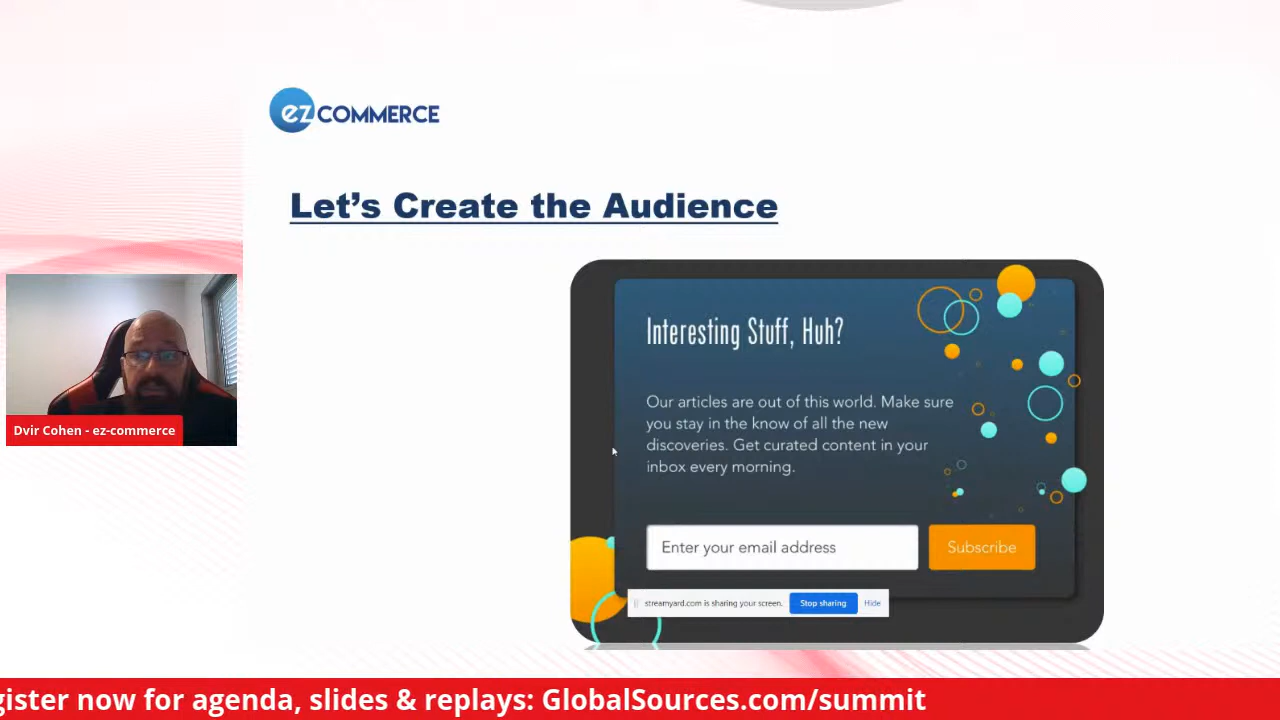 ez COMMERCE
Let's Create the Audience
Interesting Stuff, Huh?
Our articles are out of this world. Make sure
you stay in the know of all the new
discoveries. Get curated content in your
inbox every morning.
Enter your email address
Subscribe
streamyard.com is sharing your screen.
Stop sharing
Hide
Dvir Cohen - ez-commerce
gister now for agenda, slides & replays: GlobalSources.com/summit